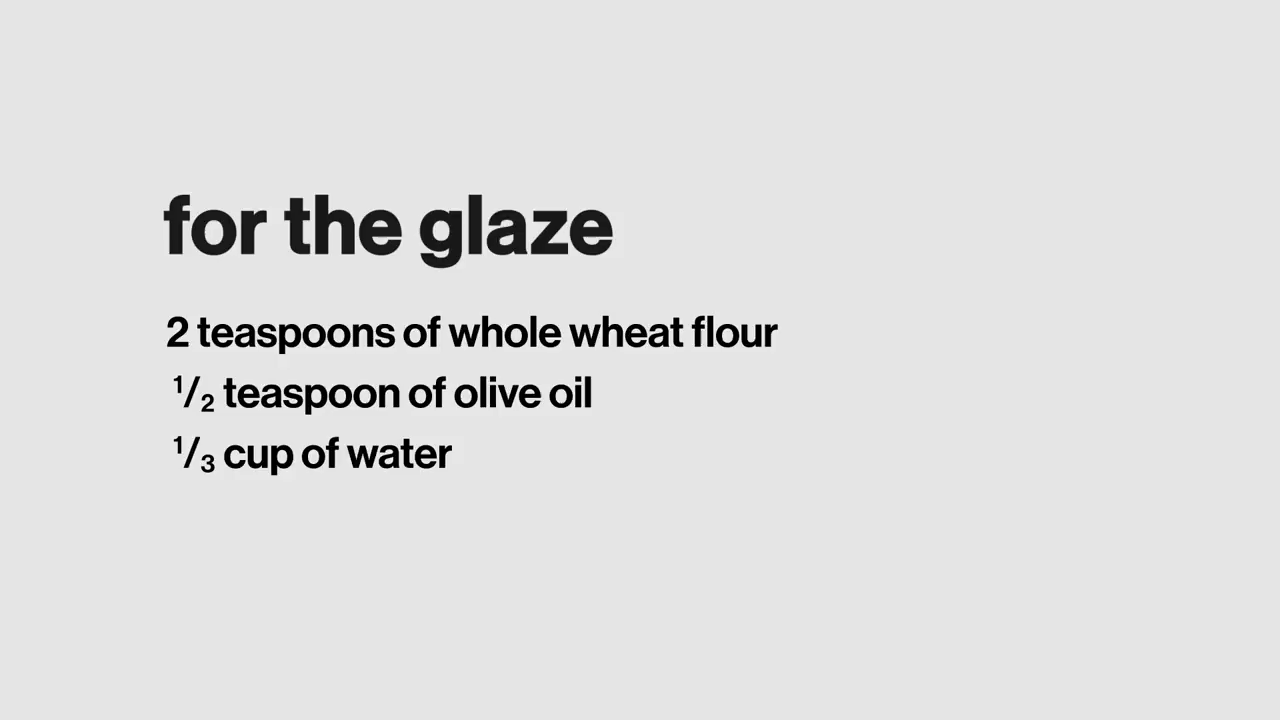 for the glaze
2 teaspoons of whole wheat flour
1/2 teaspoon of olive oil
1/3 cup of water